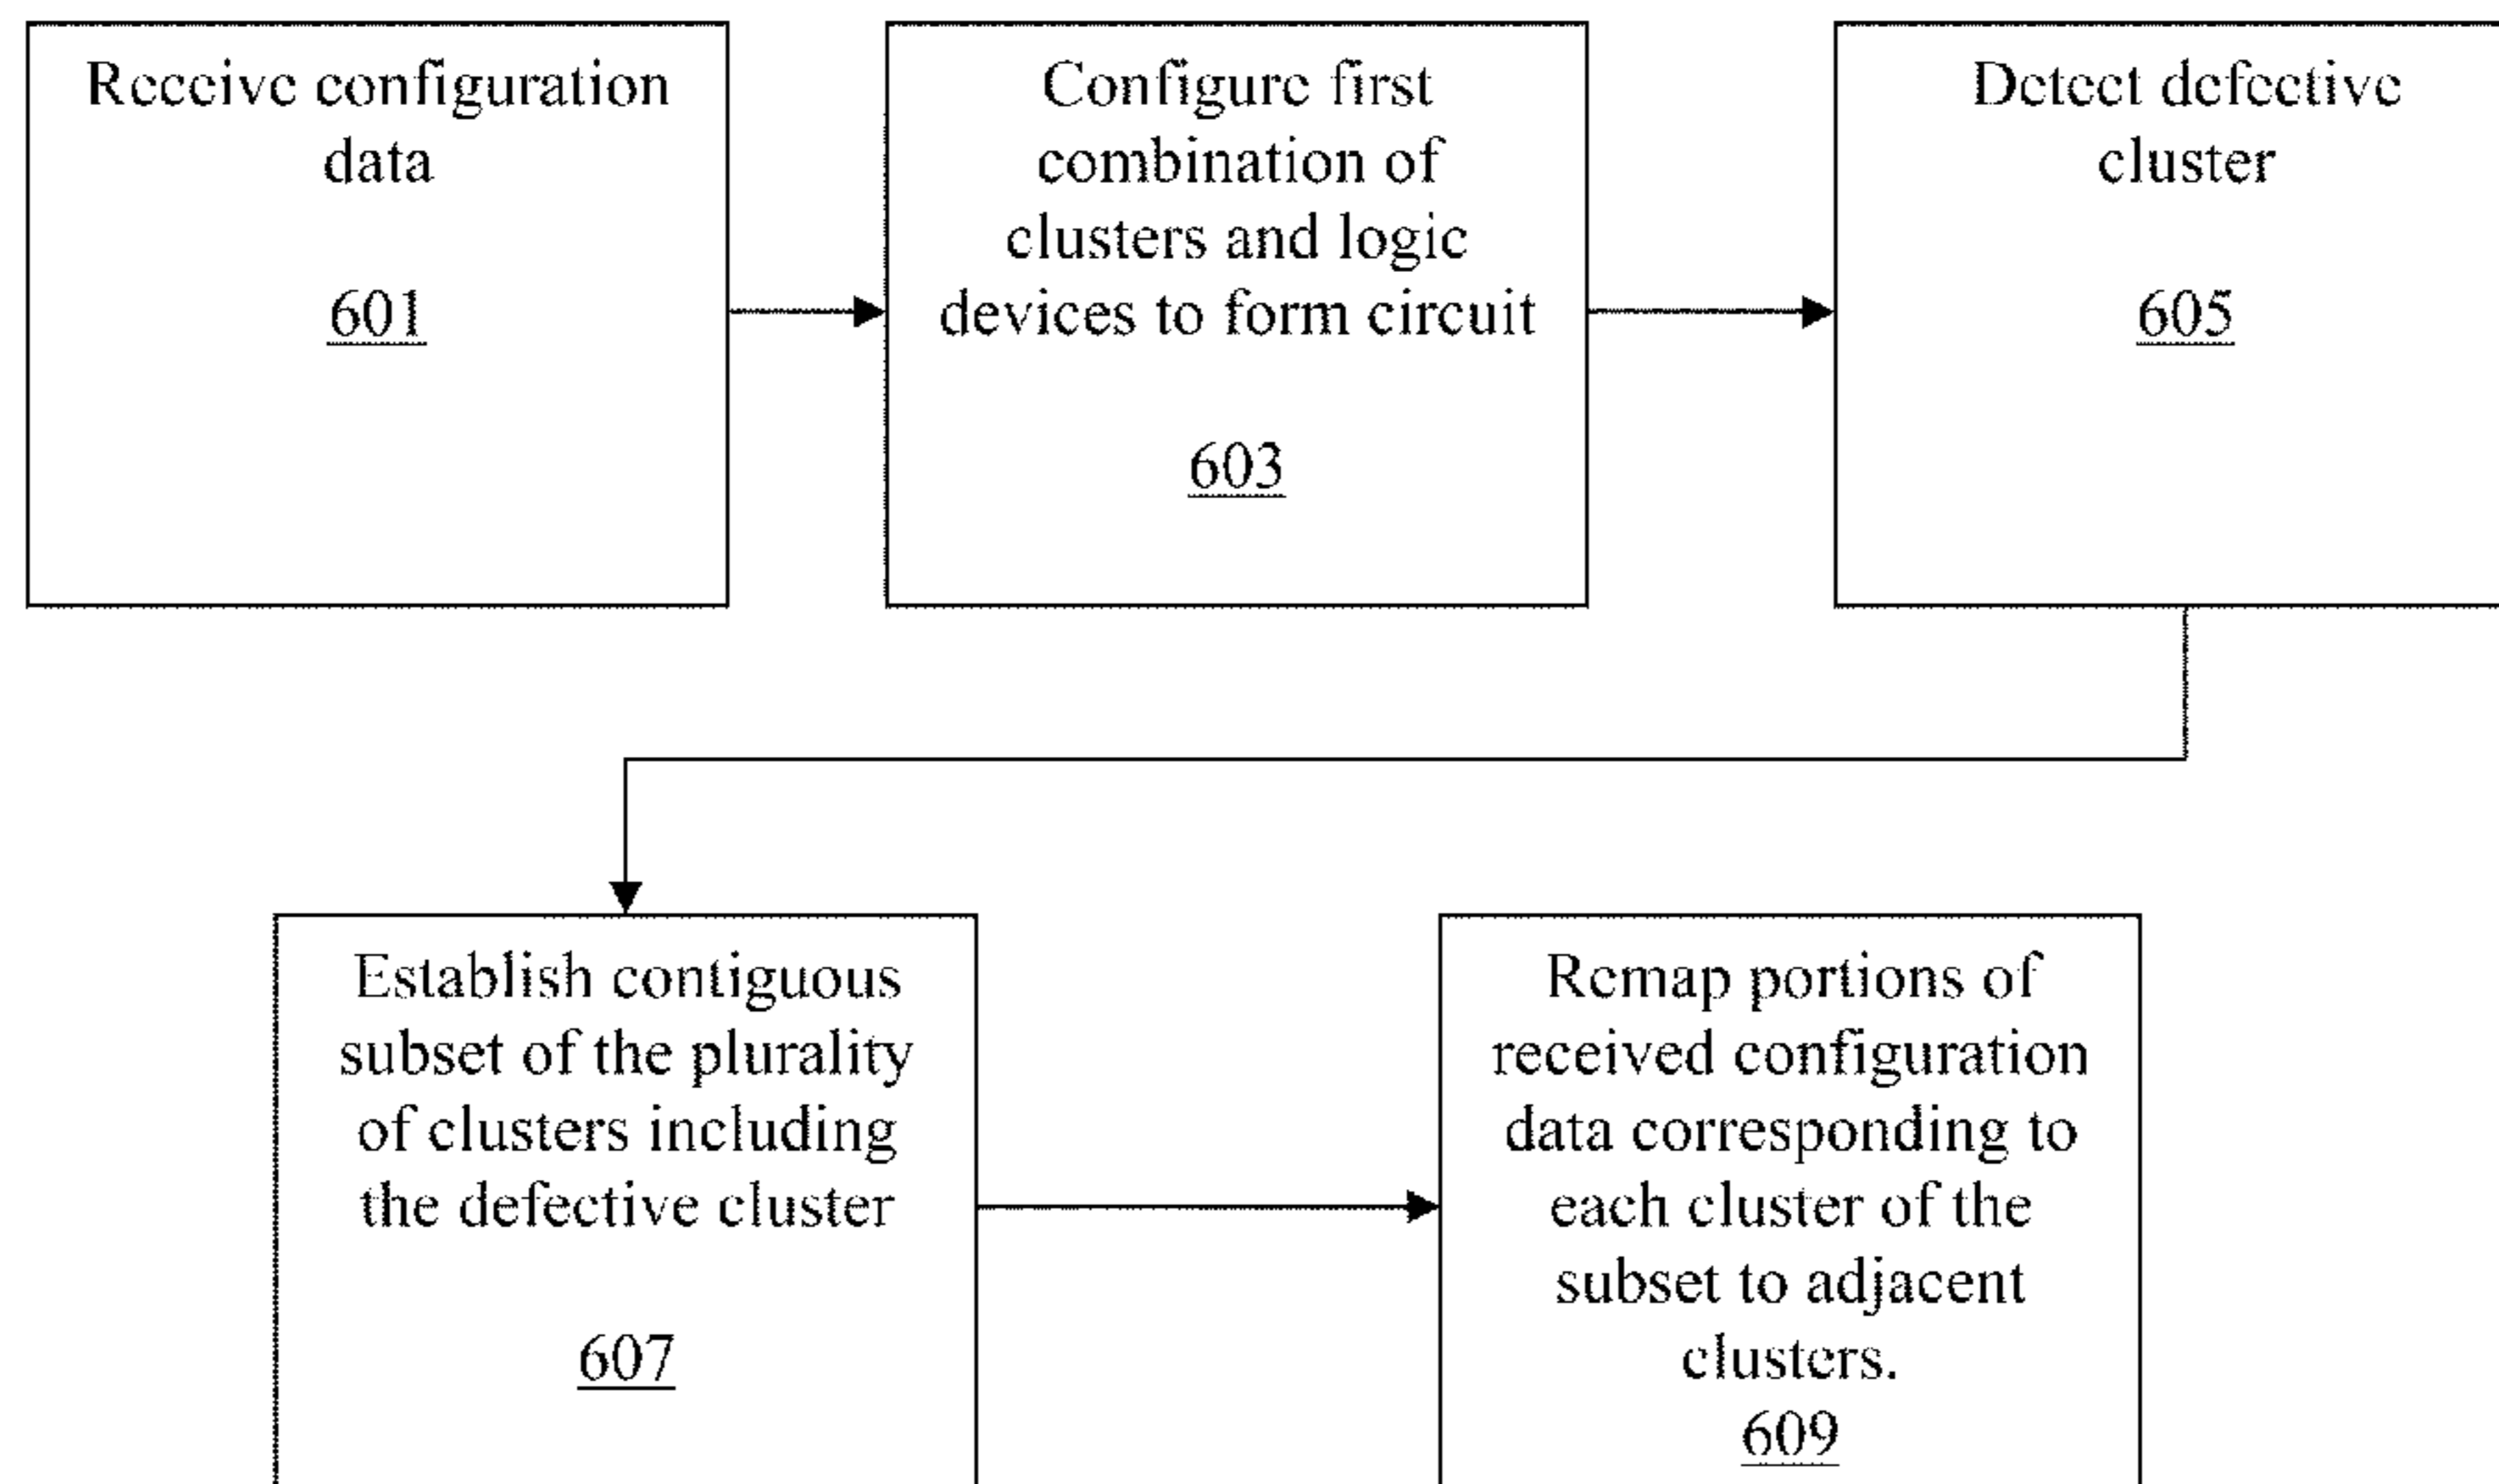 Receive configuration
data
601
Configure first
combination of
clusters and logic
devices to form circuit
603
Detect defective
cluster
605
Establish contiguous
subset of the plurality
of clusters including
the defective cluster
607
Remap portions of
received configuration
data corresponding to
each cluster of the
subset to adjacent
clusters.
609